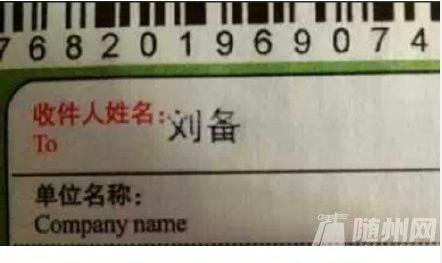 768201969074
收件人姓名：刘备
To
单位名称：
Company name
随州网